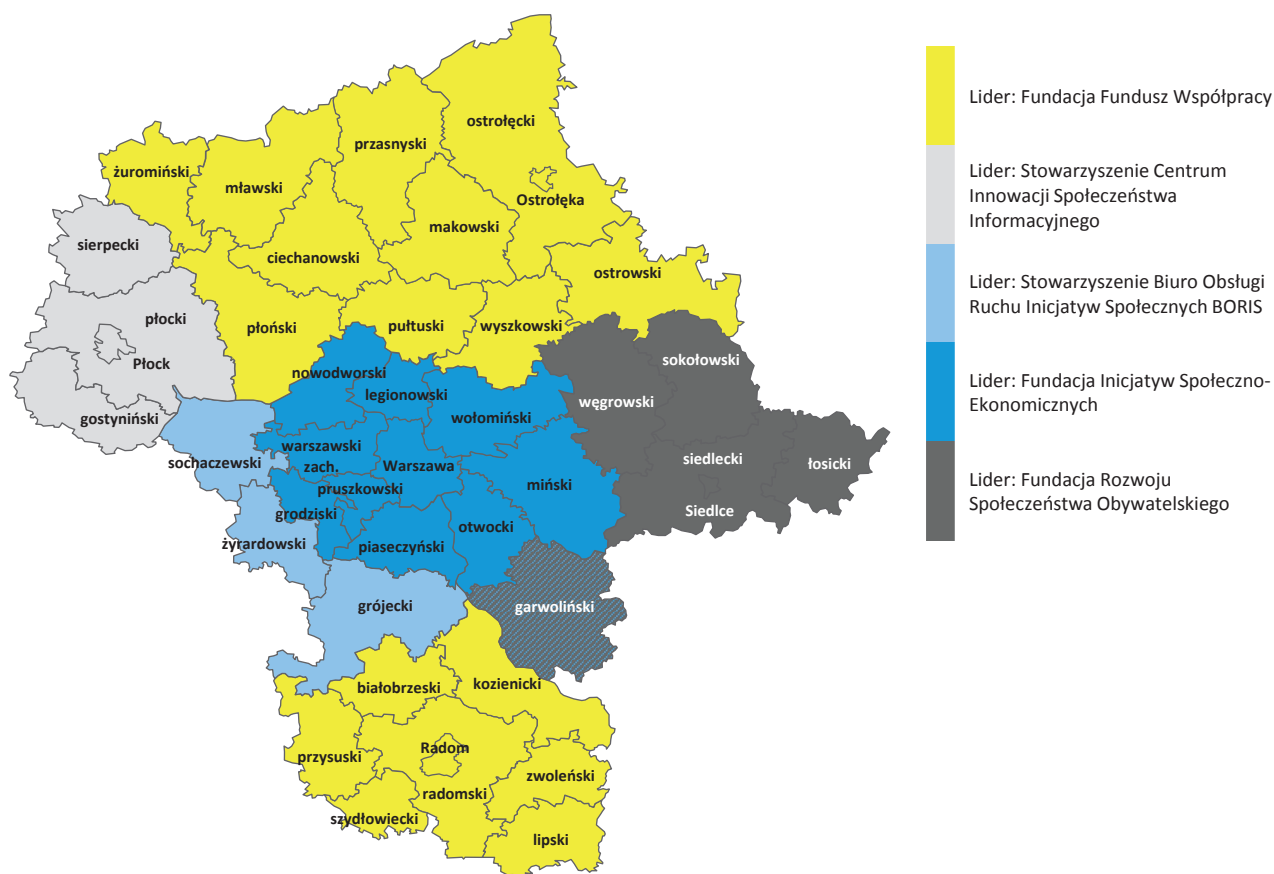 ostrołęcki
przasnyski
żuromiński
mławski
Ostrołęka
makowski
sierpecki
ciechanowski
ostrowski
płocki
płoński
pułtuski
wyszkowski
Płock
sokołowski
nowodworski
legionowski
węgrowski
gostyniński
wołomiński
warszawski
zach.
Warszawa
siedlecki
łosicki
sochaczewski
miński
pruszkowski
grodziski
Siedlce
otwocki
żyrardowski
piaseczyński
grójecki
garwoliński
białobrzeski
kozienicki
przysuski
Radom
zwoleński
radomski
szydłowiecki
lipski
Lider: Fundacja Fundusz Współpracy
Lider: Stowarzyszenie Centrum
Innowacji Społeczeństwa
Informacyjnego
Lider: Stowarzyszenie Biuro Obsługi
Ruchu Inicjatyw Społecznych BORIS
Lider: Fundacja Inicjatyw Społeczno-
Ekonomicznych
Lider: Fundacja Rozwoju
Społeczeństwa Obywatelskiego